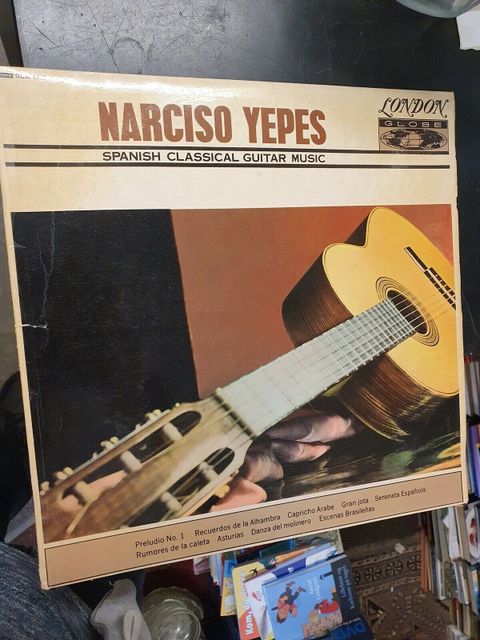 NARCISO YEPES
LONDON
GLOBE
SPANISH CLASSICAL GUITAR MUSIC
Preludio No. 1 Recuerdos de la Alhambra Capricho Arabe Gran jota Serenata Española
Rumores de la caleta Asturias Danza del molinero Escenas Brasileñas